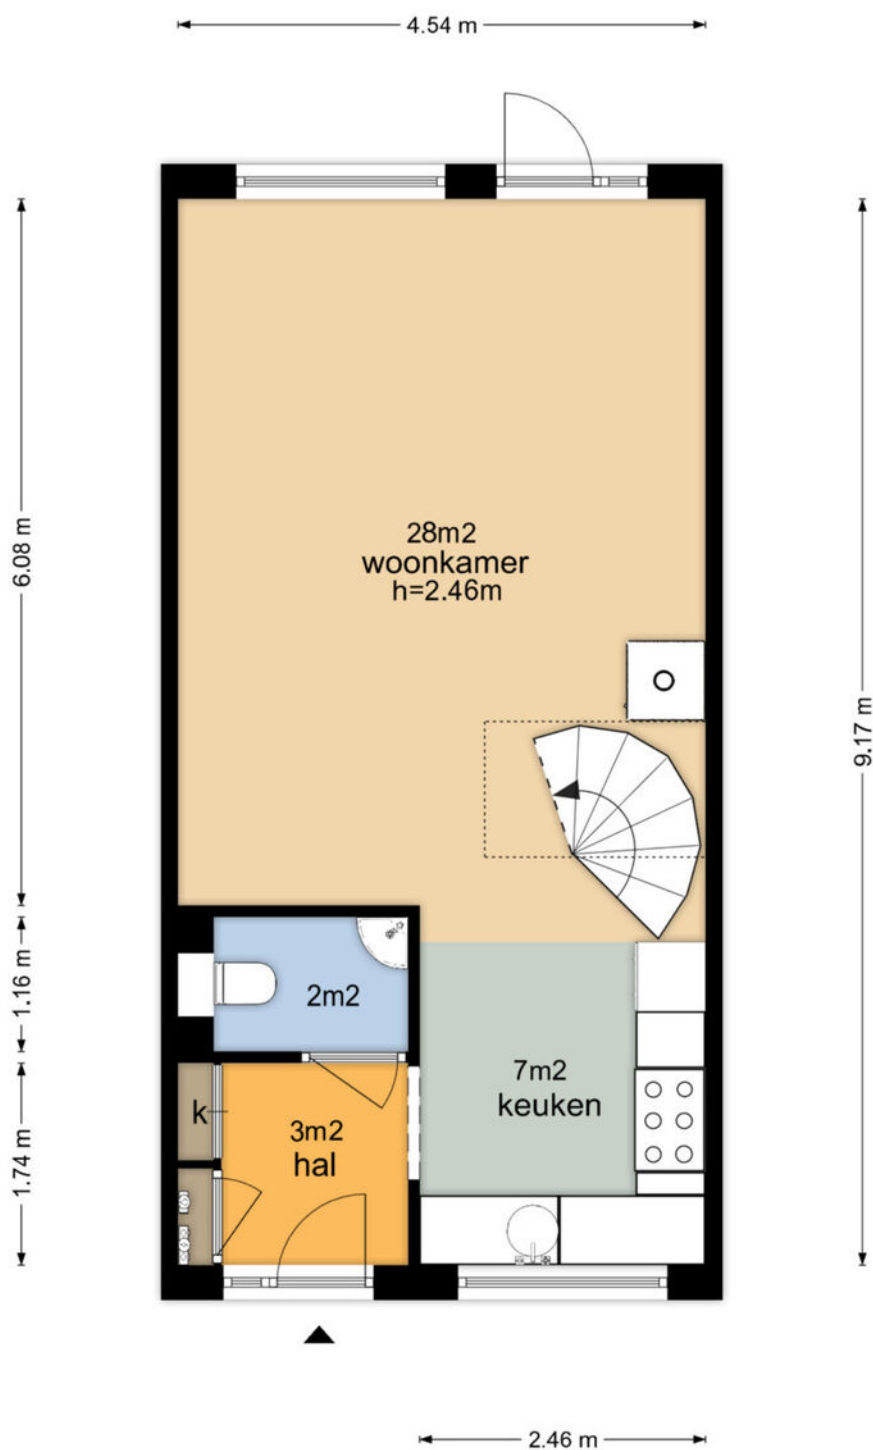 4.54 m
6.08 m
28m2
woonkamer
h=2.46m
9.17 m
1.16 m
2m2
7m2
keuken
k
3m2
hal
1.74 m
2.46 m